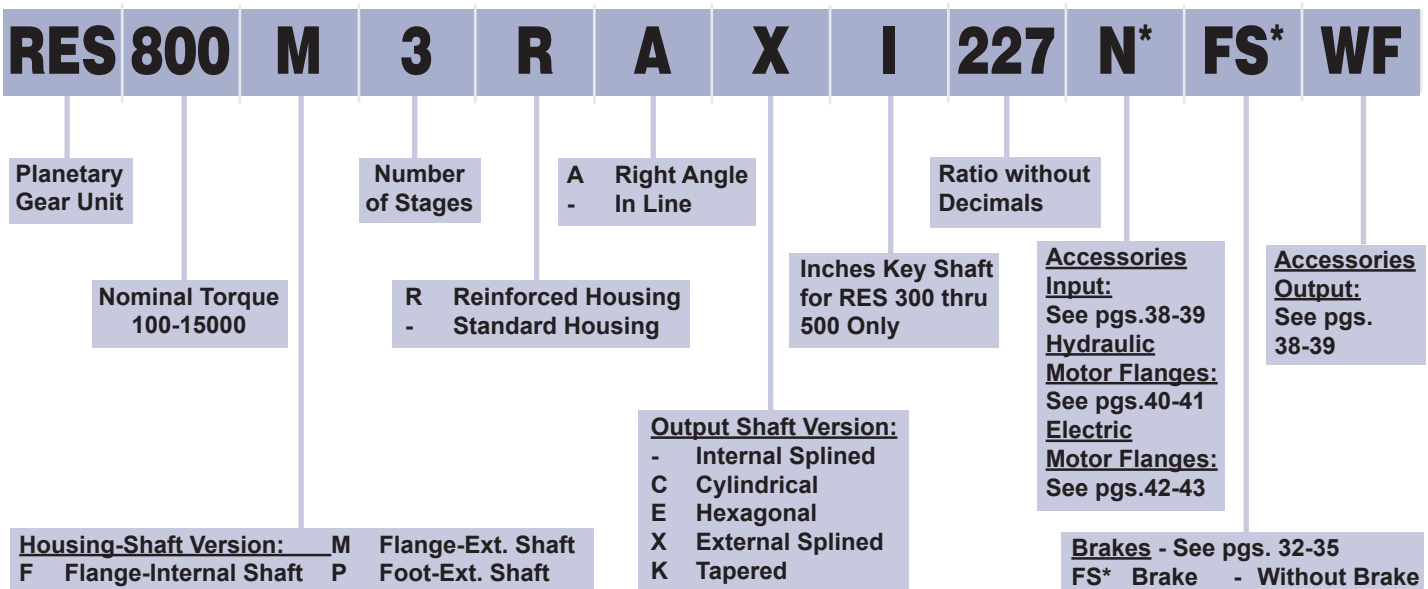 RES 800 M 3 R A X I 227 N* FS* WF
Planetary
Gear Unit
Nominal Torque
100-15000
Housing-Shaft Version: M Flange-Ext. Shaft
F Flange-Internal Shaft P Foot-Ext. Shaft
Number
of Stages
R Reinforced Housing
- Standard Housing
A Right Angle
- In Line
Output Shaft Version:
- Internal Splined
C Cylindrical
E Hexagonal
X External Splined
K Tapered
Inches Key Shaft
for RES 300 thru
500 Only
Ratio without
Decimals
Accessories
Input:
See pgs.38-39
Hydraulic
Motor Flanges:
See pgs.40-41
Electric
Motor Flanges:
See pgs.42-43
Brakes - See pgs. 32-35
FS* Brake - Without Brake
Accessories
Output:
See pgs.
38-39